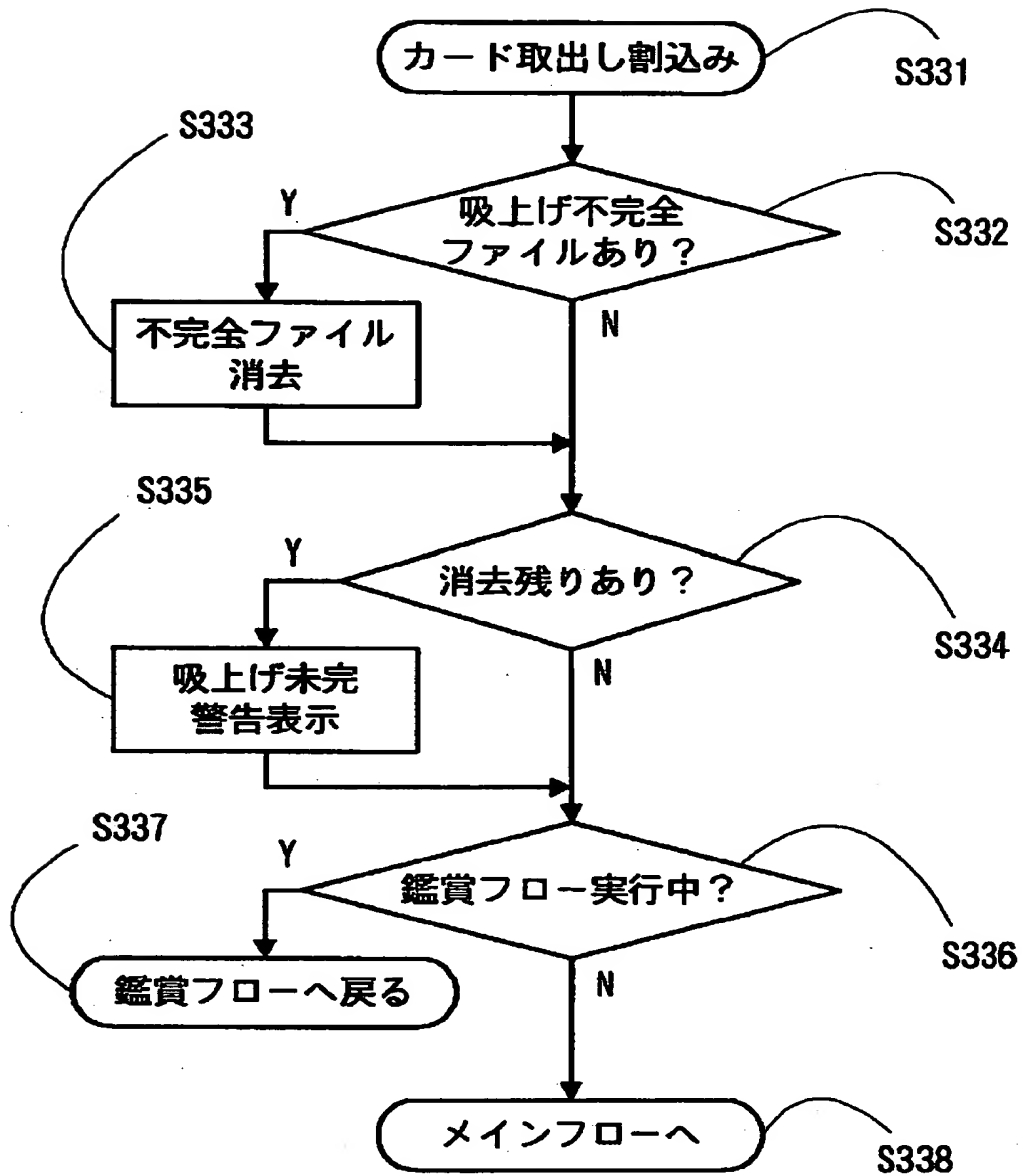 カード取出し割込み
S331
S333
Y
吸上げ不完全
ファイルあり?
S332
不完全ファイル
消去
N
S335
Y
消去残りあり?
S334
吸上げ未完
警告表示
N
S337
Y
鑑賞フロー実行中?
S336
鑑賞フローへ戻る
N
メインフローへ
S338